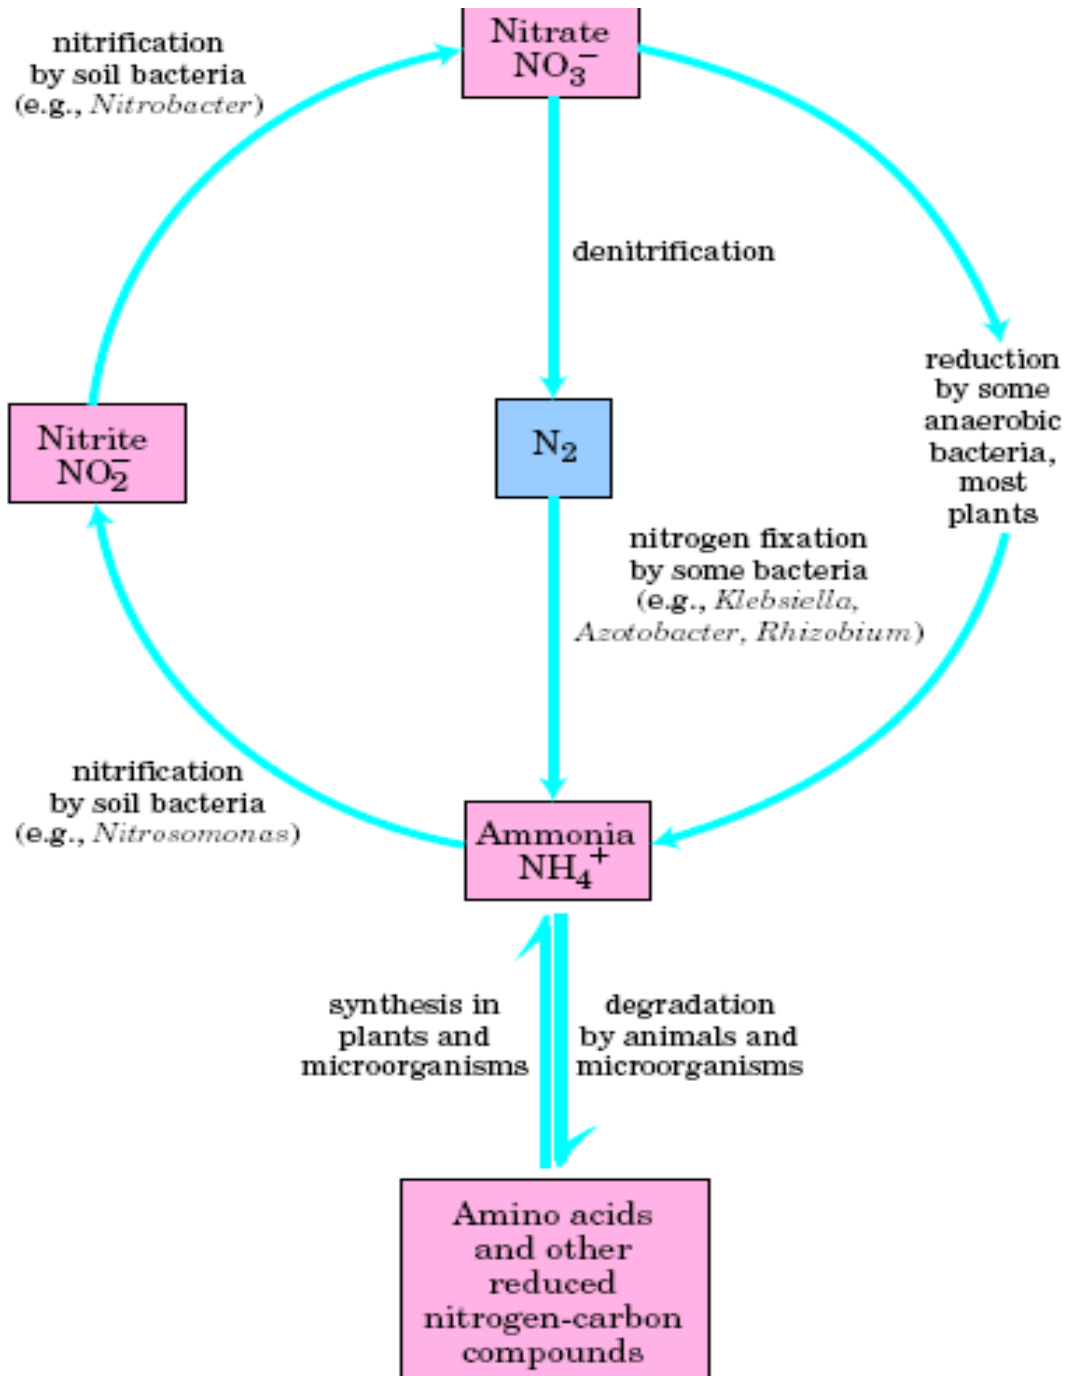 Nitrate
NO₃⁻
nitrification
by soil bacteria
(e.g., Nitrobacter)
denitrification
reduction
by some
anaerobic
bacteria,
most
plants
Nitrite
NO₂⁻
N₂
nitrogen fixation
by some bacteria
(e.g., Klebsiella,
Azotobacter, Rhizobium)
nitrification
by soil bacteria
(e.g., Nitrosomonas)
Ammonia
NH₄⁺
synthesis in
plants and
microorganisms
degradation
by animals and
microorganisms
Amino acids
and other
reduced
nitrogen-carbon
compounds